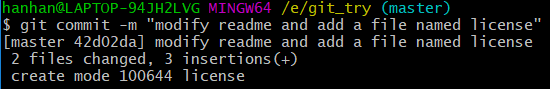 hanhan@LAPTOP-94JH2LVG MINGW64 /e/git_try (master)
$ git commit -m "modify readme and add a file named license"
[master 42d02da] modify readme and add a file named license
 2 files changed, 3 insertions(+)
 create mode 100644 license